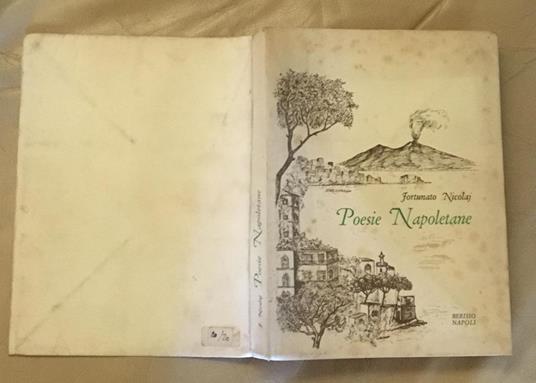 Fortunato Nicolaj
Poesie Napoletane
BERISIO
NAPOLI
F. Nicolaj Poesie Napoletane